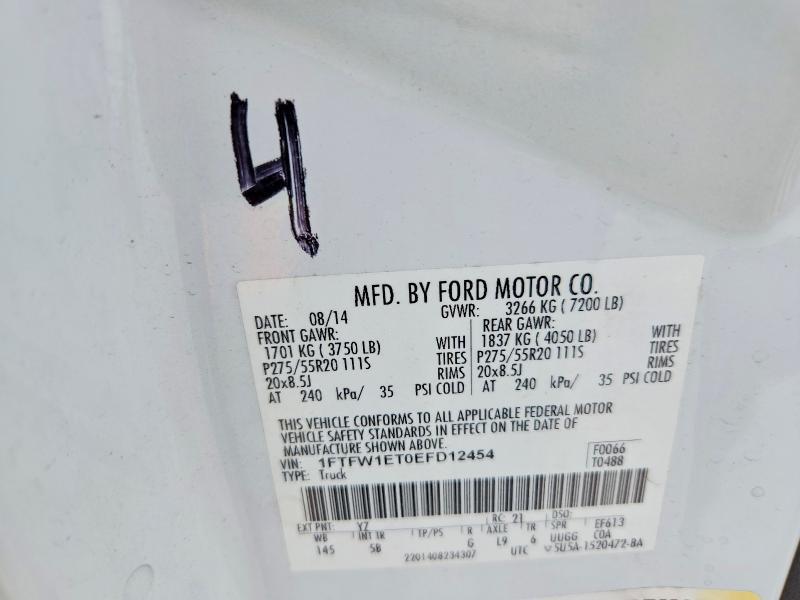 4
MFD. BY FORD MOTOR CO.
DATE: 08/14 GVWR: 3266 KG ( 7200 LB)
FRONT GAWR: REAR GAWR:
1701 KG ( 3750 LB) WITH 1837 KG ( 4050 LB) WITH
P275/55R20 111S TIRES P275/55R20 111S TIRES
20x8.5J RIMS 20x8.5J RIMS
AT 240 kPa/ 35 PSI COLD AT 240 kPa/ 35 PSI COLD
THIS VEHICLE CONFORMS TO ALL APPLICABLE FEDERAL MOTOR
VEHICLE SAFETY STANDARDS IN EFFECT ON THE DATE OF
MANUFACTURE SHOWN ABOVE.
VIN: 1FTFW1ET0EFD12454 F0066
TYPE: Truck T0488
EXT PNT: YZ RC: 21 DSO:
WB INT TR TP/PS R AXLE TR SPR EF613
145 5B G L9 6 UUGG COA
2201408234307 UTC V5U5A-1520472-BA